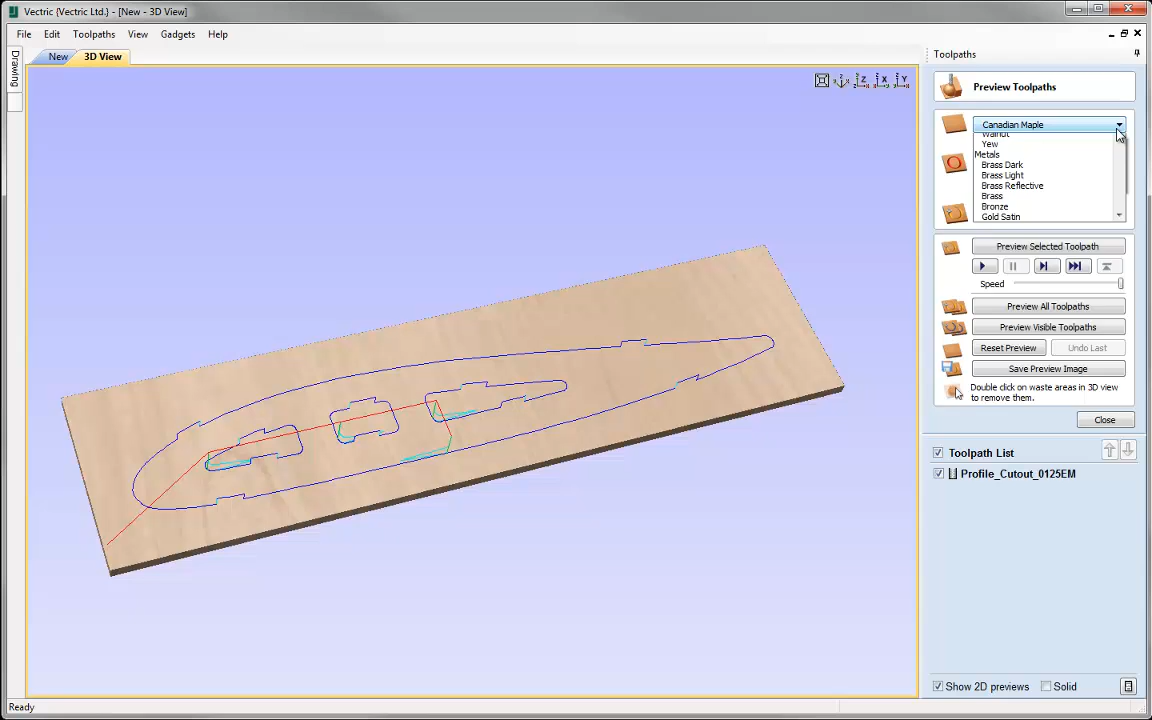 Vectric {Vectric Ltd.} - [New - 3D View]
File Edit Toolpaths View Gadgets Help
Drawing
New 3D View
Z X Y
Toolpaths
Preview Toolpaths
Canadian Maple
Walnut
Yew
Metals
Brass Dark
Brass Light
Brass Reflective
Brass
Bronze
Gold Satin
Preview Selected Toolpath
Speed
Preview All Toolpaths
Preview Visible Toolpaths
Reset Preview Undo Last
Save Preview Image
Double click on waste areas in 3D view
to remove them.
Close
Toolpath List
Profile_Cutout_0125EM
Show 2D previews Solid
Ready